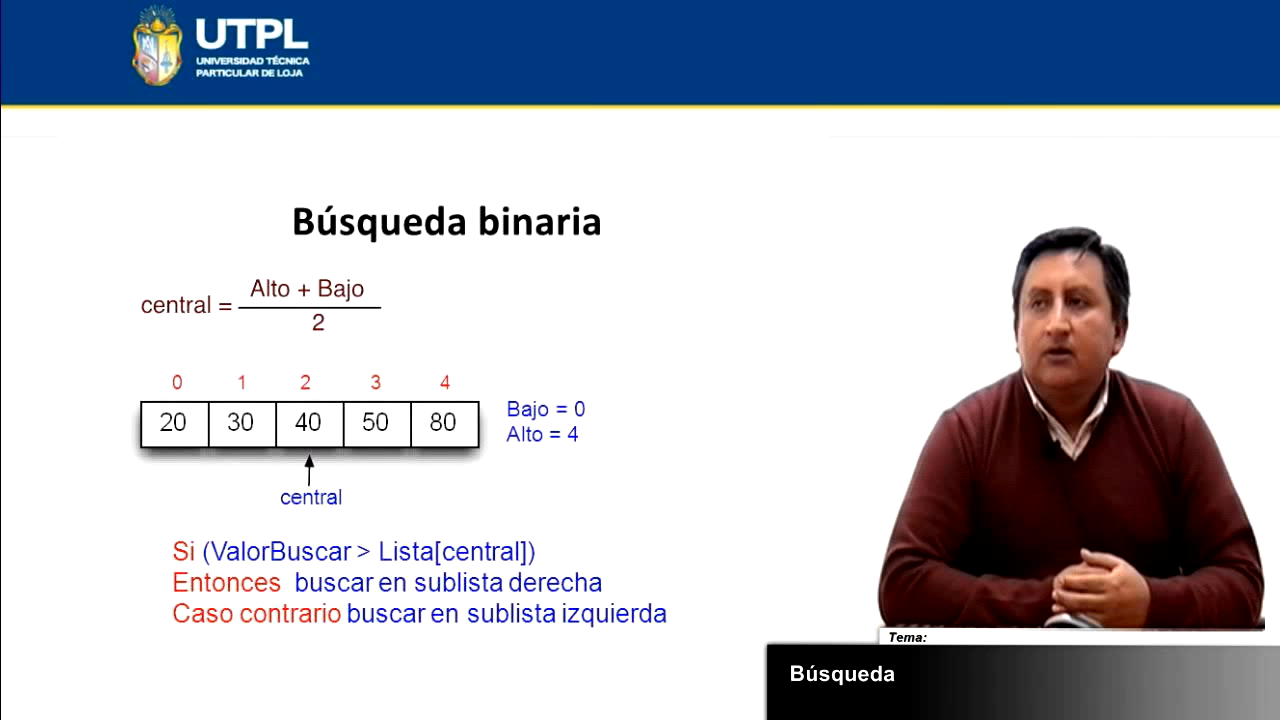 UTPL
UNIVERSIDAD TÉCNICA
PARTICULAR DE LOJA
Búsqueda binaria
central = Alto + Bajo
2
0 1 2 3 4
20 30 40 50 80
Bajo = 0
Alto = 4
central
Si (ValorBuscar > Lista[central])
Entonces buscar en sublista derecha
Caso contrario buscar en sublista izquierda
Tema:
Búsqueda